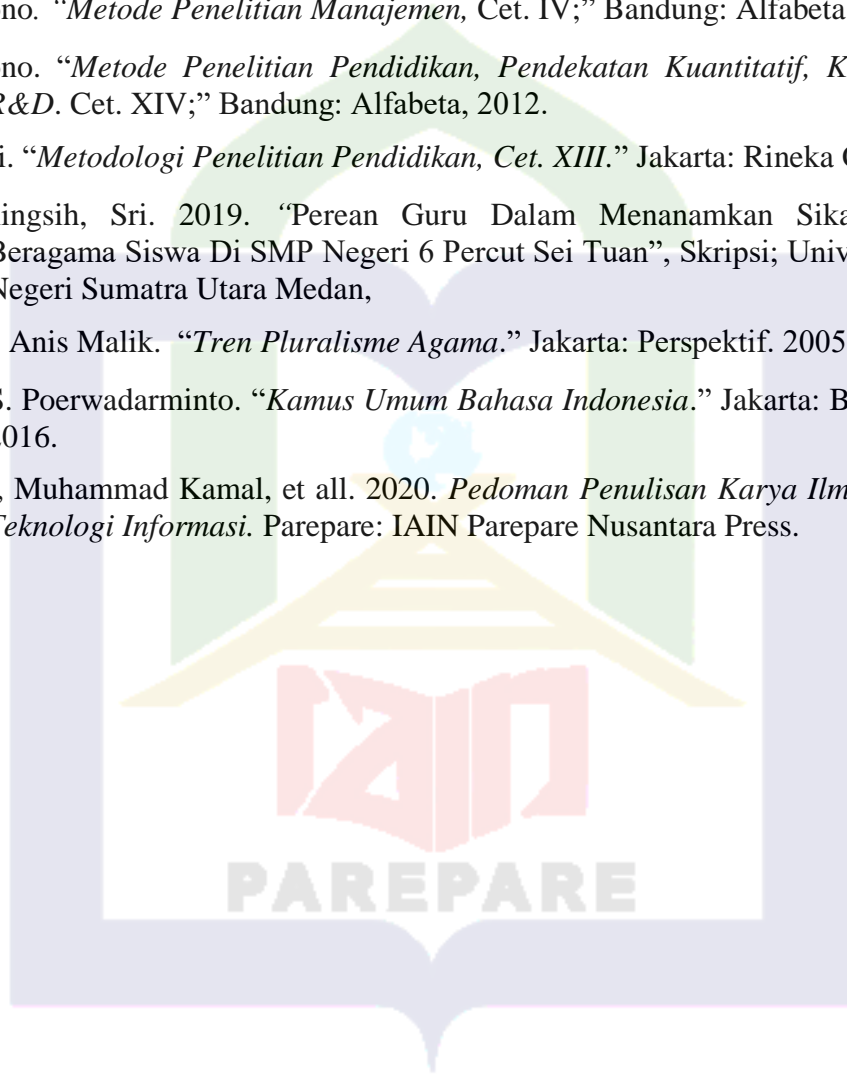 ono. “Metode Penelitian Manajemen, Cet. IV;” Bandung: Alfabeta
ono. “Metode Penelitian Pendidikan, Pendekatan Kuantitatif, K
R&D. Cet. XIV;” Bandung: Alfabeta, 2012.
i. “Metodologi Penelitian Pendidikan, Cet. XIII.” Jakarta: Rineka
ingsih, Sri. 2019. “Perean Guru Dalam Menanamkan Sika
Beragama Siswa Di SMP Negeri 6 Percut Sei Tuan”, Skripsi; Univ
Negeri Sumatra Utara Medan,
Anis Malik. “Tren Pluralisme Agama.” Jakarta: Perspektif. 2005
S. Poerwadarminto. “Kamus Umum Bahasa Indonesia.” Jakarta: B
2016.
, Muhammad Kamal, et all. 2020. Pedoman Penulisan Karya Ilm
Teknologi Informasi. Parepare: IAIN Parepare Nusantara Press.
IAIN
PAREPARE